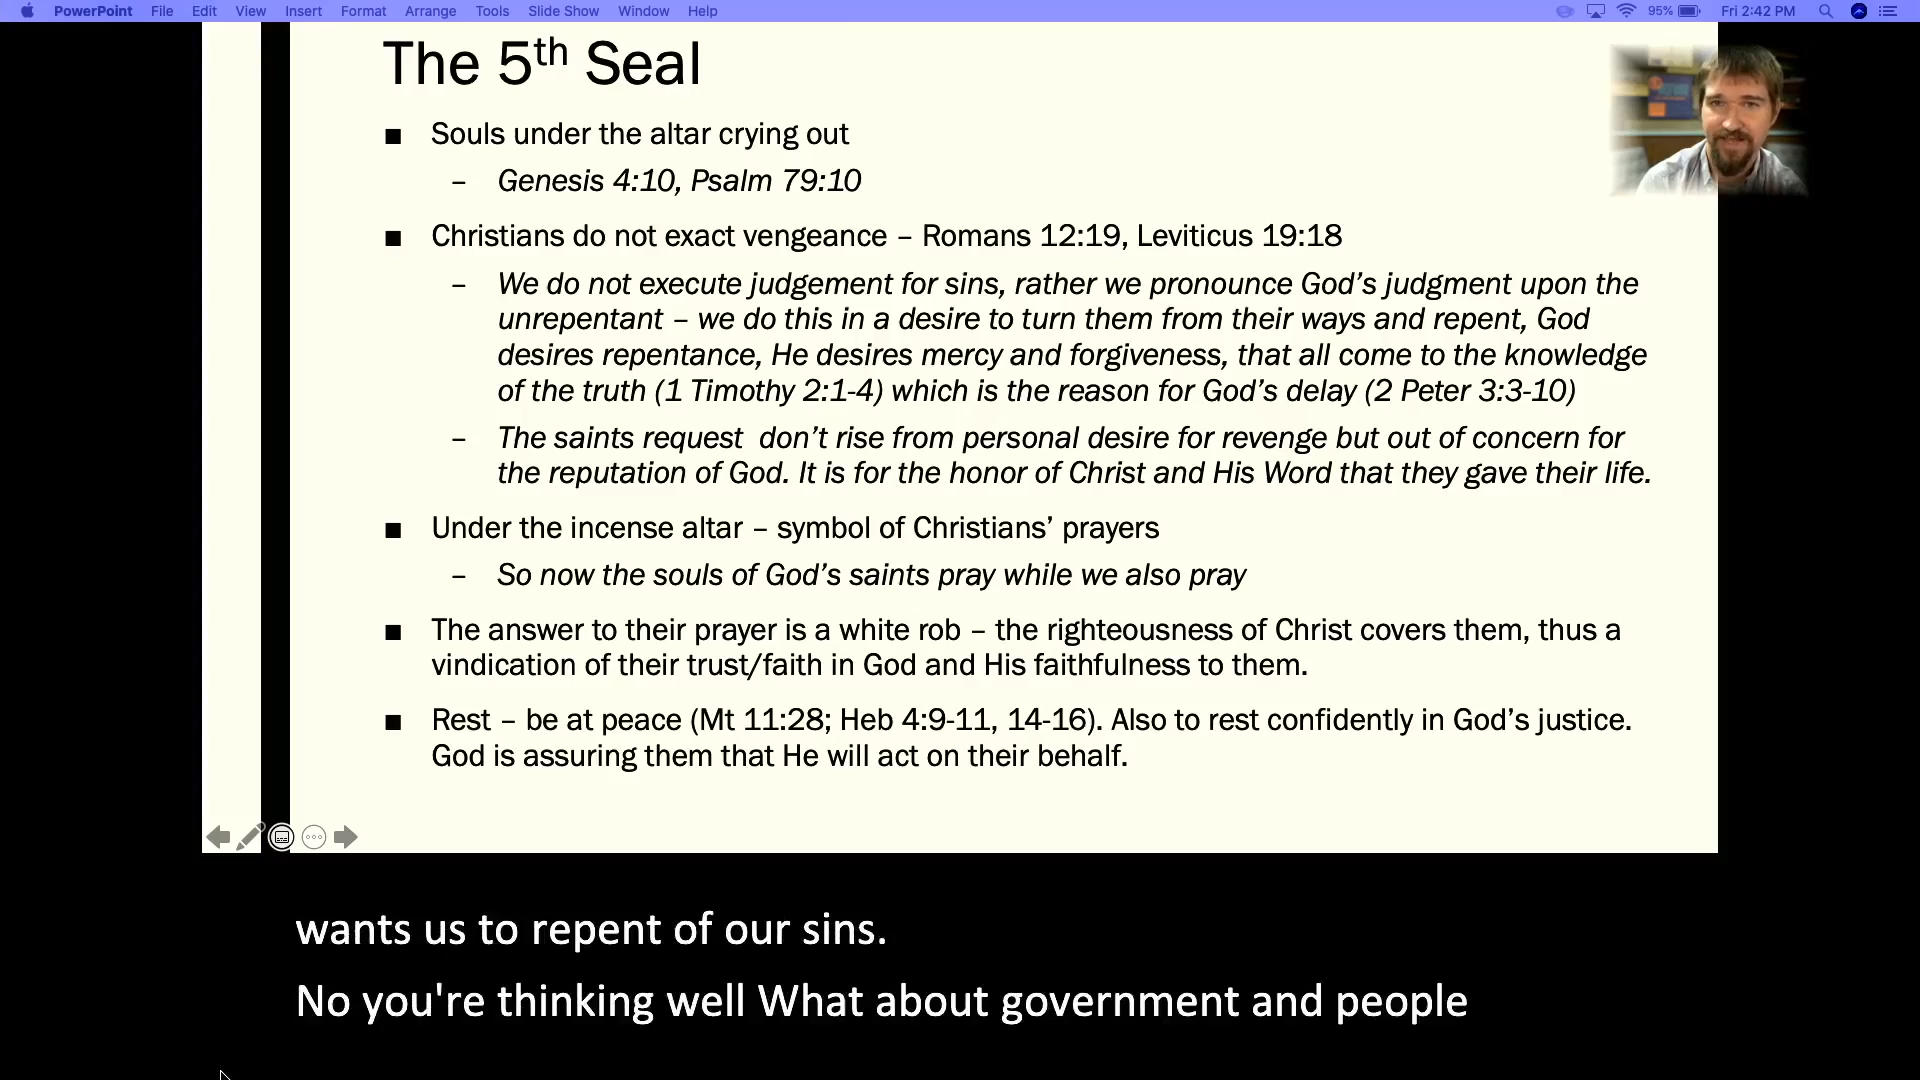 PowerPoint File Edit View Insert Format Arrange Tools Slide Show Window Help 95% Fri 2:42 PM
The 5th Seal
■ Souls under the altar crying out
– Genesis 4:10, Psalm 79:10
■ Christians do not exact vengeance – Romans 12:19, Leviticus 19:18
– We do not execute judgement for sins, rather we pronounce God’s judgment upon the
unrepentant – we do this in a desire to turn them from their ways and repent, God
desires repentance, He desires mercy and forgiveness, that all come to the knowledge
of the truth (1 Timothy 2:1-4) which is the reason for God’s delay (2 Peter 3:3-10)
– The saints request  don’t rise from personal desire for revenge but out of concern for
the reputation of God. It is for the honor of Christ and His Word that they gave their life.
■ Under the incense altar – symbol of Christians’ prayers
– So now the souls of God’s saints pray while we also pray
■ The answer to their prayer is a white rob – the righteousness of Christ covers them, thus a
vindication of their trust/faith in God and His faithfulness to them.
■ Rest – be at peace (Mt 11:28; Heb 4:9-11, 14-16). Also to rest confidently in God’s justice.
God is assuring them that He will act on their behalf.
wants us to repent of our sins.
No you're thinking well What about government and people